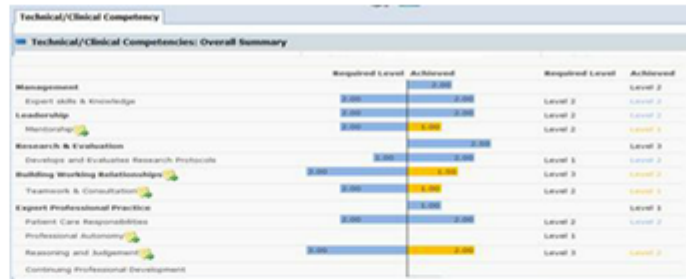 Technical/Clinical Competency
Technical/Clinical Competencies: Overall Summary
Required Level Achieved Required Level Achieved
Management 2.00 Level 2
Expert skills & Knowledge 2.00 2.00 Level 2 Level 2
Leadership 2.00 2.00 Level 2 Level 2
Mentorship 2.00 1.00 Level 2 Level 1
Research & Evaluation 2.00 Level 3
Develops and Evaluates Research Protocols 2.00 Level 1 Level 2
Building Working Relationships 2.00 1.00 Level 3 Level 2
Teamwork & Consultation 2.00 1.00 Level 2 Level 1
Expert Professional Practice 1.00 Level 1
Patient Care Responsibilities 2.00 2.00 Level 2 Level 2
Professional Autonomy Level 1
Reasoning and Judgement 2.00 Level 3 Level 2
Continuing Professional Development